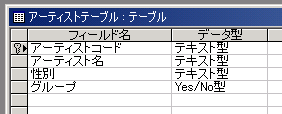 アーティストテーブル : テーブル
フィールド名 データ型
アーティストコード テキスト型
アーティスト名 テキスト型
性別 テキスト型
グループ Yes/No型